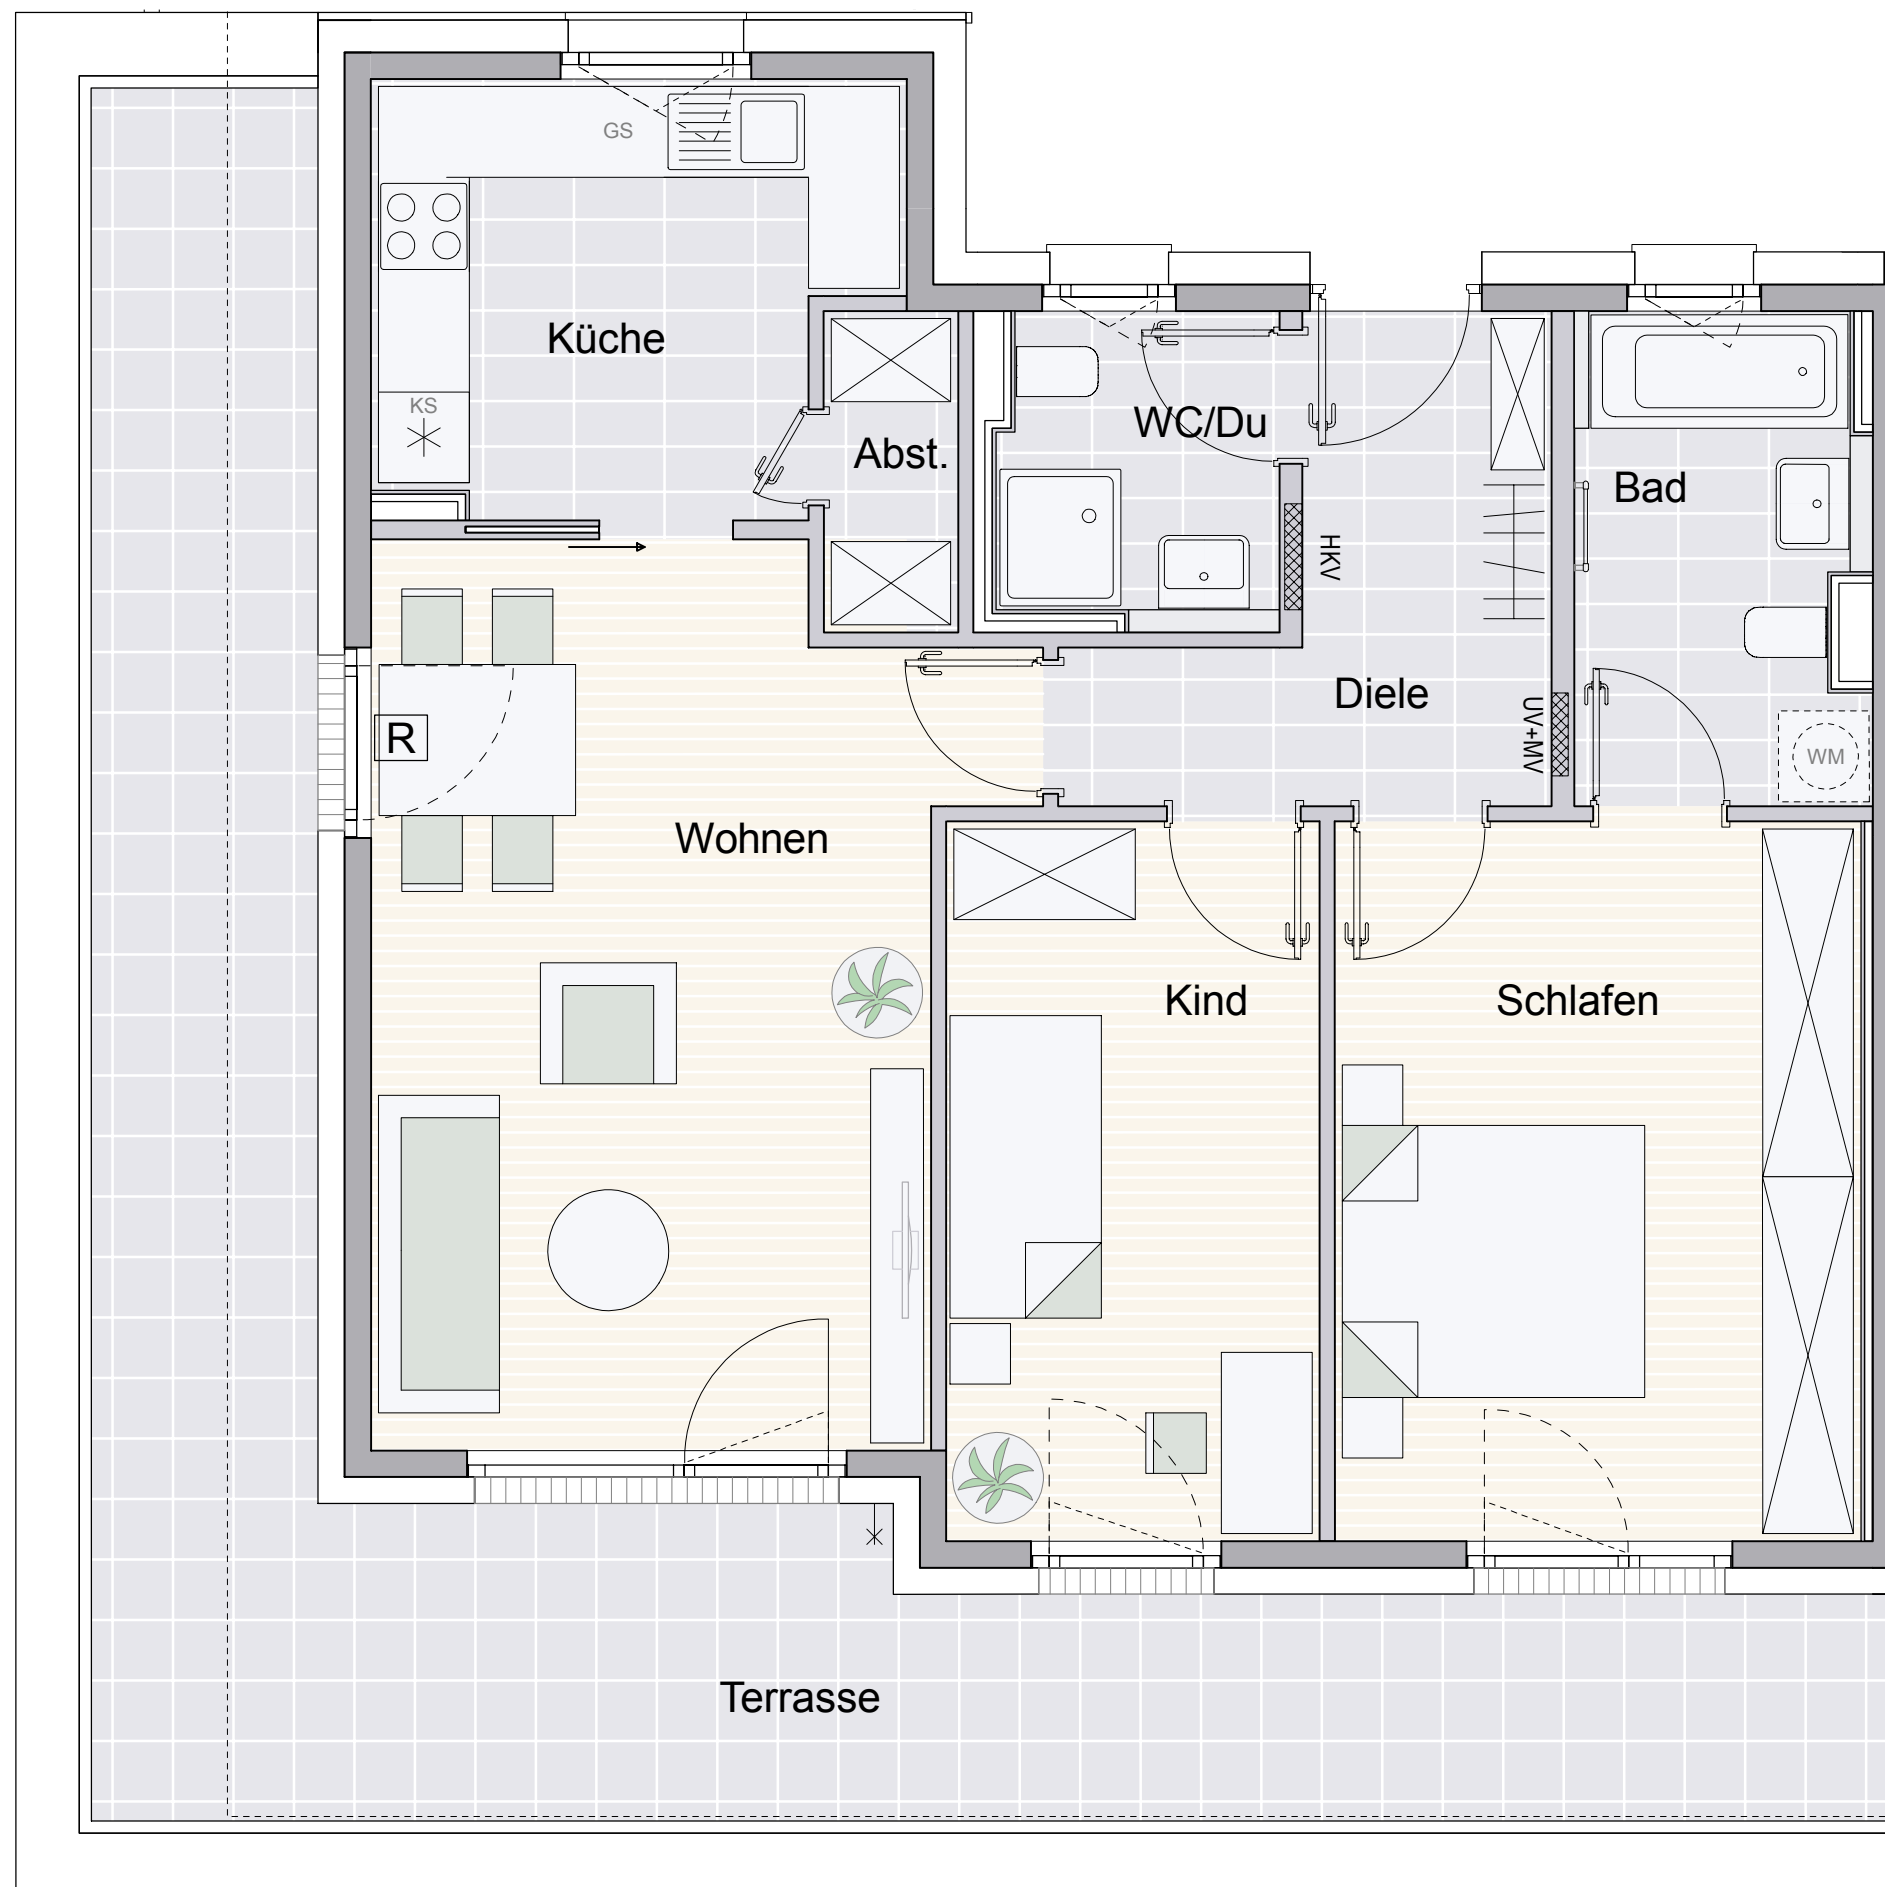 GS
Küche
KS
WC/Du
Abst.
Bad
HKV
Diele
UV+MV
R
WM
Wohnen
Kind
Schlafen
Terrasse